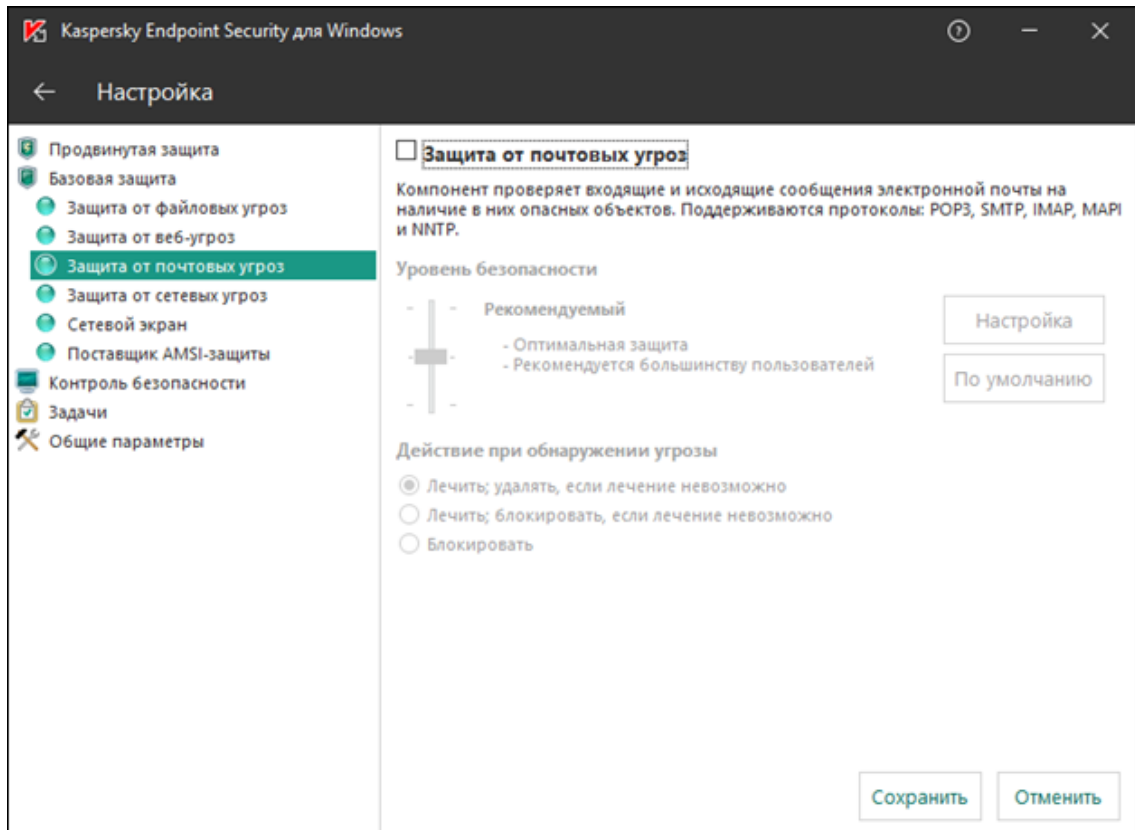 Kaspersky Endpoint Security для Windows
Настройка
Продвинутая защита
Базовая защита
Защита от файловых угроз
Защита от веб-угроз
Защита от почтовых угроз
Защита от сетевых угроз
Сетевой экран
Поставщик AMSI-защиты
Контроль безопасности
Задачи
Общие параметры
Защита от почтовых угроз
Компонент проверяет входящие и исходящие сообщения электронной почты на
наличие в них опасных объектов. Поддерживаются протоколы: POP3, SMTP, IMAP, MAPI
и NNTP.
Уровень безопасности
Рекомендуемый
- Оптимальная защита
- Рекомендуется большинству пользователей
Настройка
По умолчанию
Действие при обнаружении угрозы
Лечить; удалять, если лечение невозможно
Лечить; блокировать, если лечение невозможно
Блокировать
Сохранить
Отменить